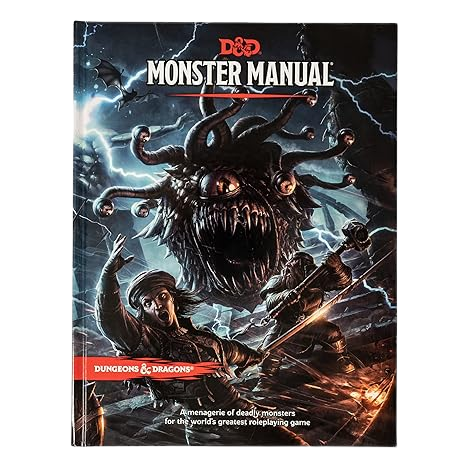 D&D
MONSTER MANUAL®
DUNGEONS & DRAGONS®
A menagerie of deadly monsters
for the world's greatest roleplaying game